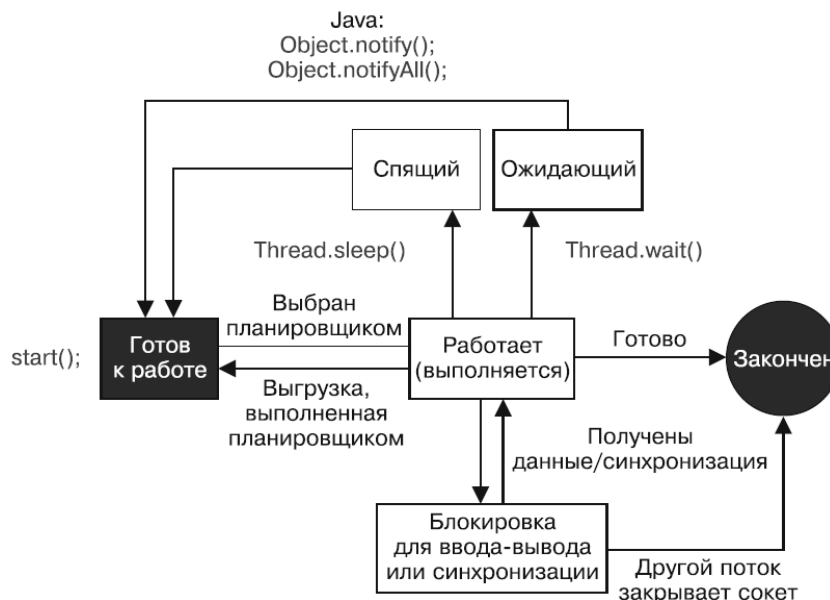 Java:
Object.notify();
Object.notifyAll();
Спящий
Ожидающий
Thread.sleep()
Thread.wait()
start();
Готов
к работе
Выбран
планировщиком
Выгрузка,
выполненная
планировщиком
Работает
(выполняется)
Готово
Закончен
Получены
данные/синхронизация
Блокировка
для ввода-вывода
или синхронизации
Другой поток
закрывает сокет